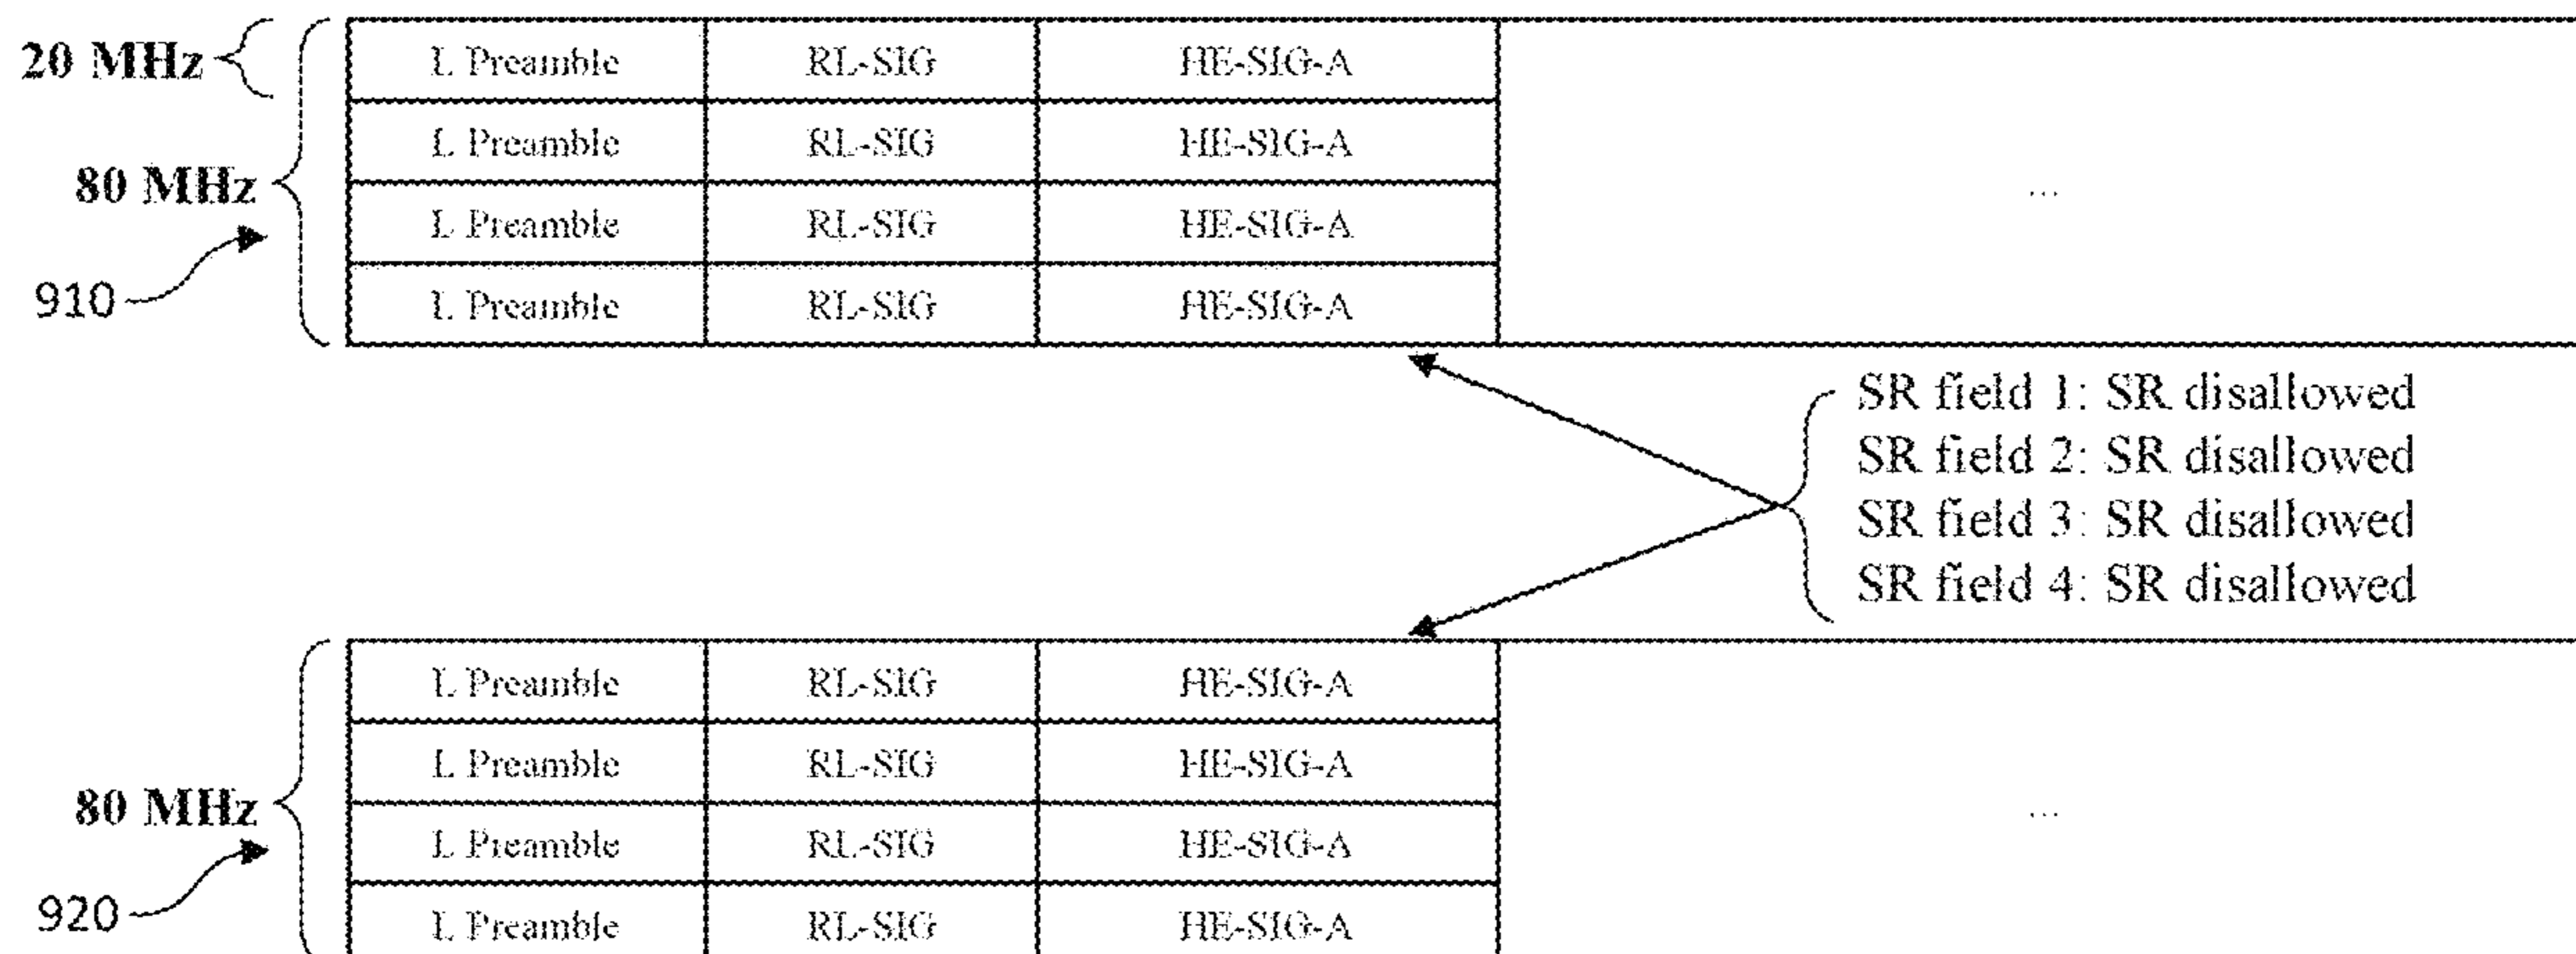 20 MHz
L Preamble RL-SIG HE-SIG-A
L Preamble RL-SIG HE-SIG-A
80 MHz
...
L Preamble RL-SIG HE-SIG-A
910
L Preamble RL-SIG HE-SIG-A
SR field 1: SR disallowed
SR field 2: SR disallowed
SR field 3: SR disallowed
SR field 4: SR disallowed
L Preamble RL-SIG HE-SIG-A
L Preamble RL-SIG HE-SIG-A
80 MHz
...
L Preamble RL-SIG HE-SIG-A
920
L Preamble RL-SIG HE-SIG-A